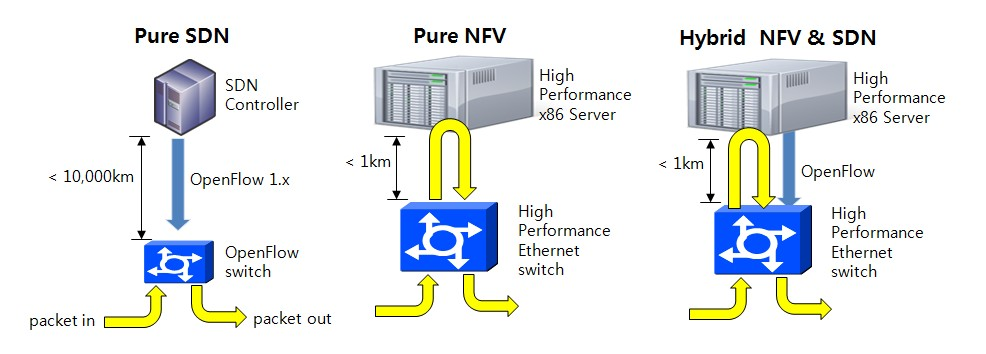 Pure SDN
SDN
Controller
< 10,000km
OpenFlow 1.x
OpenFlow
switch
packet in
packet out
Pure NFV
High
Performance
x86 Server
< 1km
High
Performance
Ethernet
switch
Hybrid NFV & SDN
High
Performance
x86 Server
< 1km
OpenFlow
High
Performance
Ethernet
switch